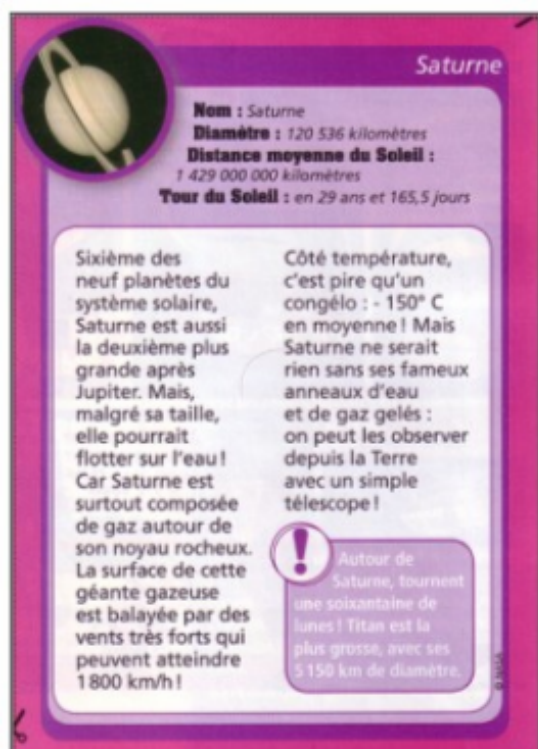 Saturne
Nom : Saturne
Diamètre : 120 536 kilomètres
Distance moyenne du Soleil :
1 429 000 000 kilomètres
Tour du Soleil : en 29 ans et 165,5 jours
Sixième des
neuf planètes du
système solaire,
Saturne est aussi
la deuxième plus
grande après
Jupiter. Mais,
malgré sa taille,
elle pourrait
flotter sur l'eau !
Car Saturne est
surtout composée
de gaz autour de
son noyau rocheux.
La surface de cette
géante gazeuse
est balayée par des
vents très forts qui
peuvent atteindre
1 800 km/h !
Côté température,
c'est pire qu'un
congélo : - 150° C
en moyenne ! Mais
Saturne ne serait
rien sans ses fameux
anneaux d'eau
et de gaz gelés :
on peut les observer
depuis la Terre
avec un simple
télescope !
!
Autour de
Saturne, tournent
une soixantaine de
lunes ! Titan est la
plus grosse, avec ses
5 150 km de diamètre.